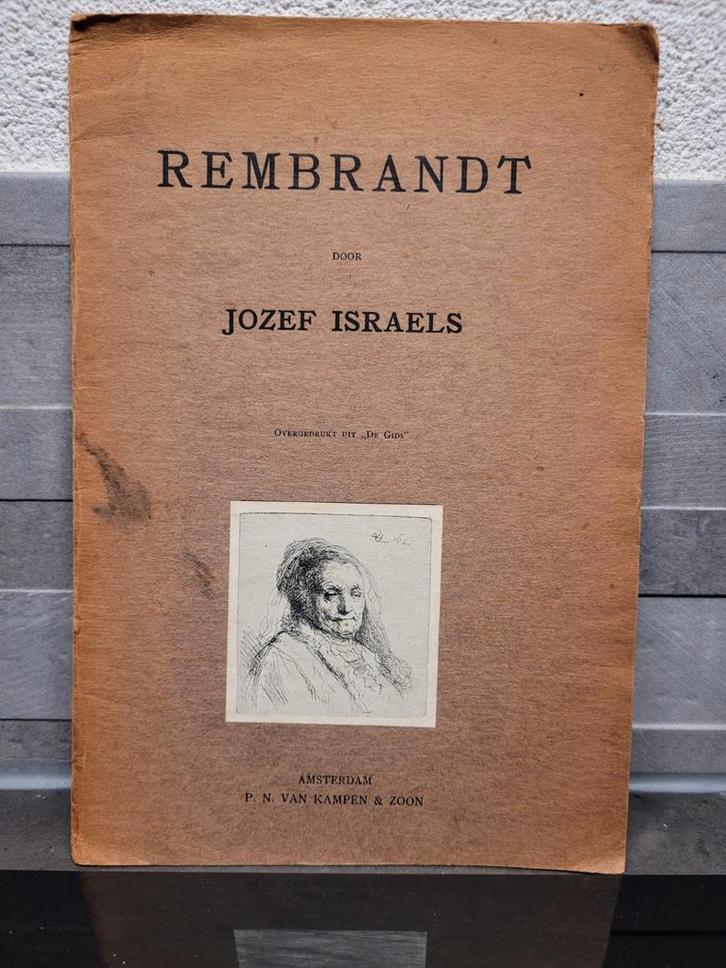 REMBRANDT
DOOR
JOZEF ISRAELS
OVERGEDRUKT UIT „DE GIDS"
AMSTERDAM
P. N. VAN KAMPEN & ZOON